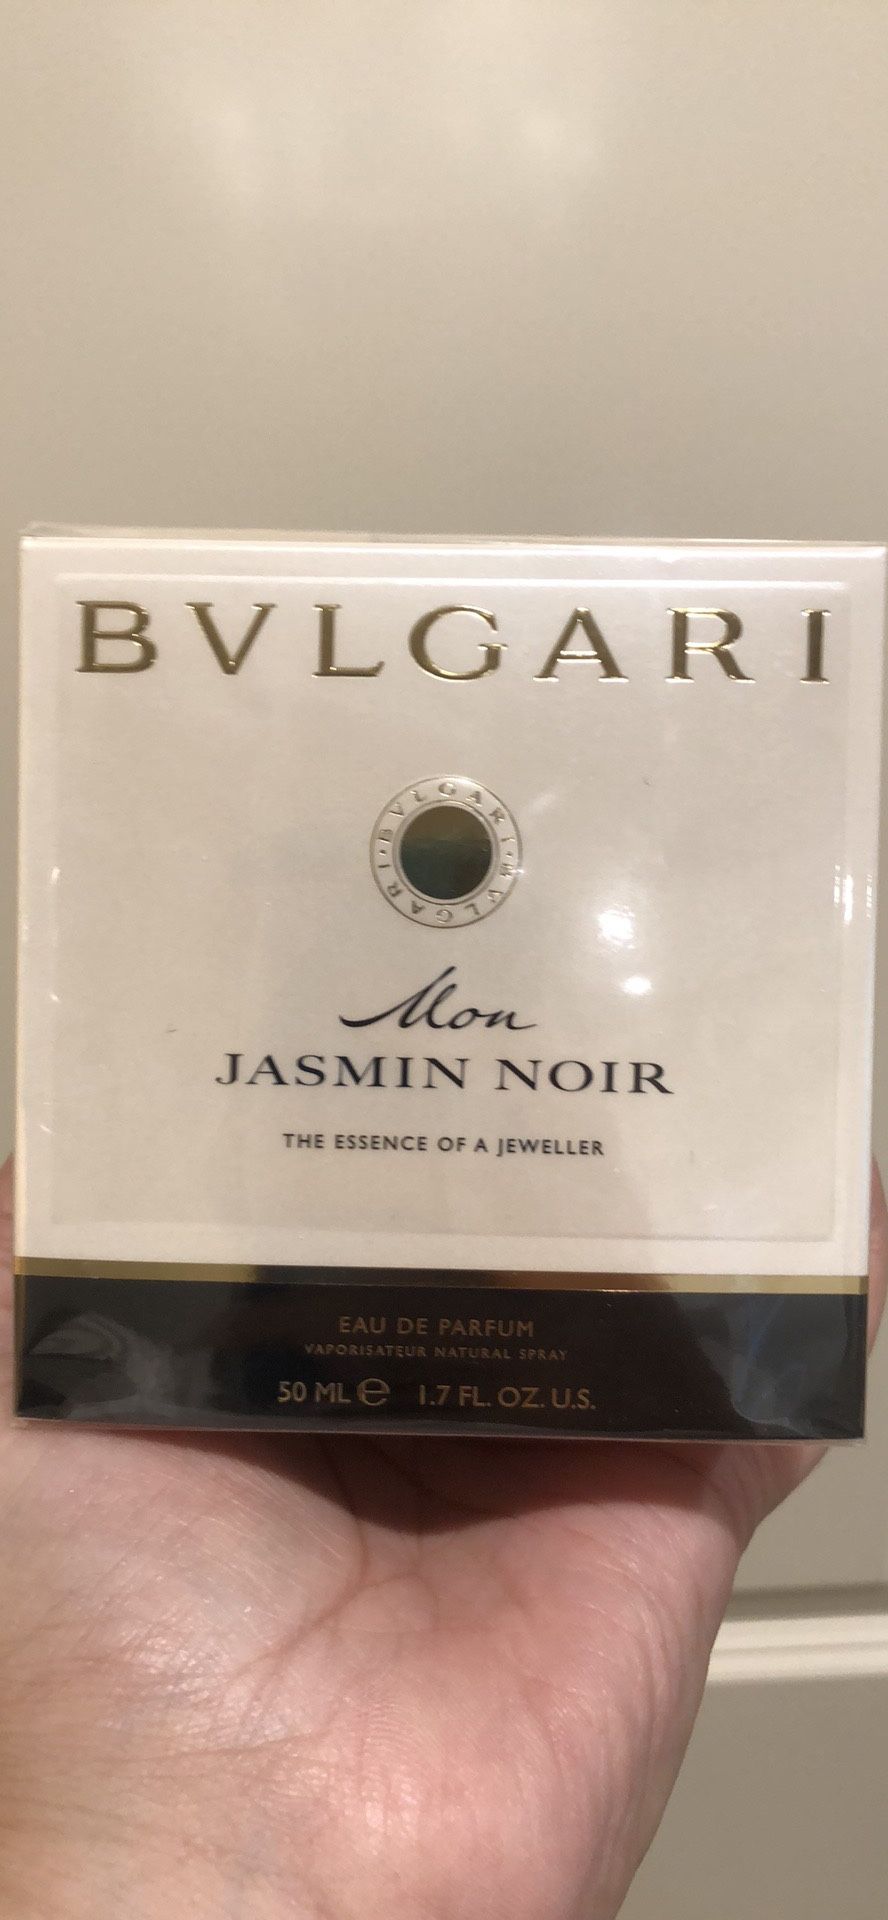 BVLGARI
BVLGARI · BVLGARI ·
Mon
JASMIN NOIR
THE ESSENCE OF A JEWELLER
EAU DE PARFUM
VAPORISATEUR NATURAL SPRAY
50 ML ℮ 1.7 FL. OZ. U.S.